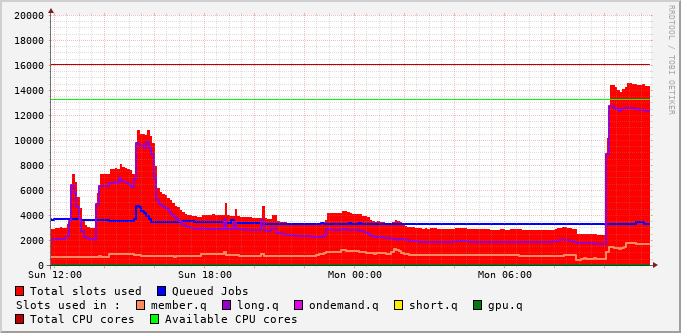 20000
18000
16000
14000
12000
10000
8000
6000
4000
2000
0
Sun 12:00 Sun 18:00 Mon 00:00 Mon 06:00
Total slots used Queued Jobs
Slots used in : member.q long.q ondemand.q short.q gpu.q
Total CPU cores Available CPU cores
RRDTOOL / TOBI OETIKER